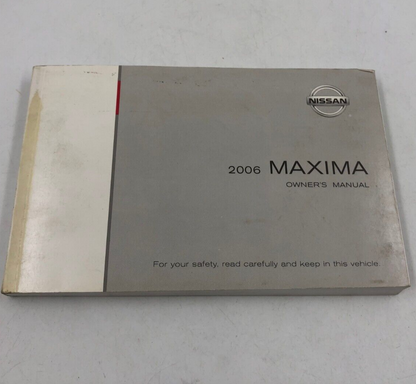 NISSAN
2006 MAXIMA
OWNER'S MANUAL
For your safety, read carefully and keep in this vehicle